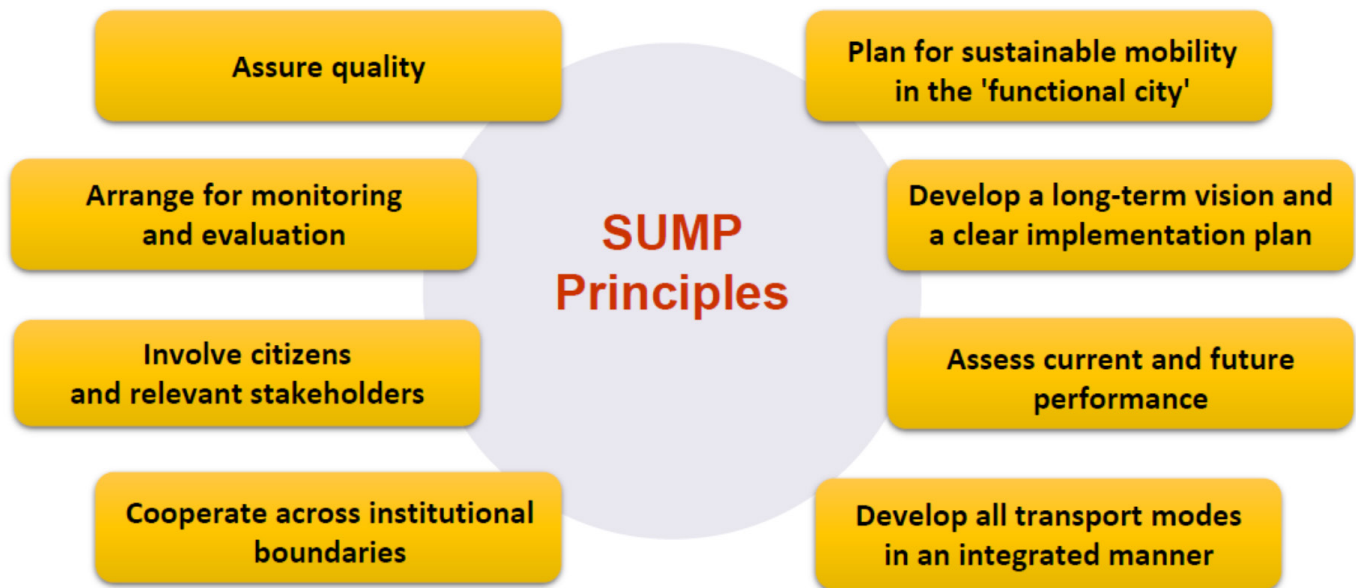 Assure quality
Plan for sustainable mobility
in the 'functional city'
Arrange for monitoring
and evaluation
SUMP
Principles
Develop a long-term vision and
a clear implementation plan
Involve citizens
and relevant stakeholders
Assess current and future
performance
Cooperate across institutional
boundaries
Develop all transport modes
in an integrated manner